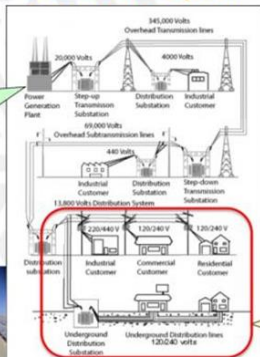 345,000 Volts
Overhead Transmission lines
20,000 Volts
4000 Volts
Power
Generation
Plant
Step-up
Transmission
Substation
Distribution
Substation
Industrial
Customer
69,000 Volts
Overhead Subtransmission lines
440 Volts
Industrial
Customer
Distribution
Substation
Step-down
Transmission
Substation
13,800 Volts Distribution System
220/440 V
120/240 V
120/240 V
Distribution
substation
Industrial
Customer
Commercial
Customer
Residential
Customer
Underground
Distribution
Substation
Underground Distribution lines
120/240 volts